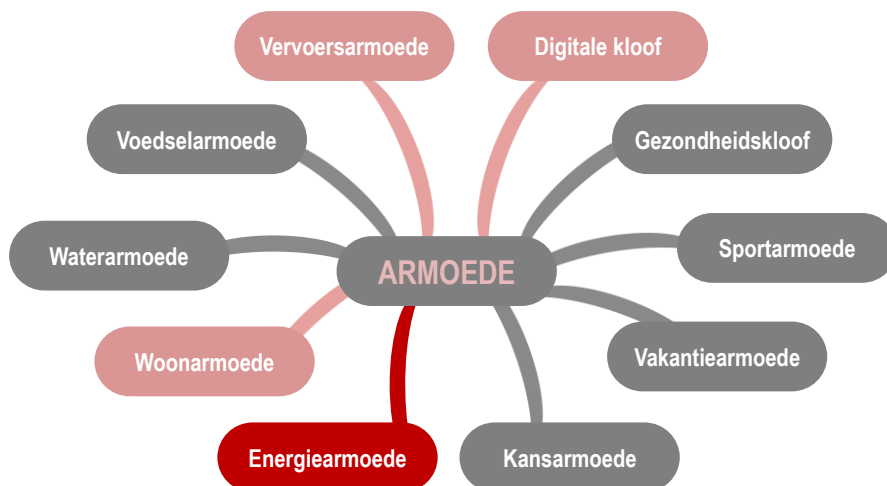 Vervoersarmoede
Digitale kloof
Voedselarmoede
Gezondheidskloof
Waterarmoede
Sportarmoede
ARMOEDE
Woonarmoede
Vakantiearmoede
Energiearmoede
Kansarmoede